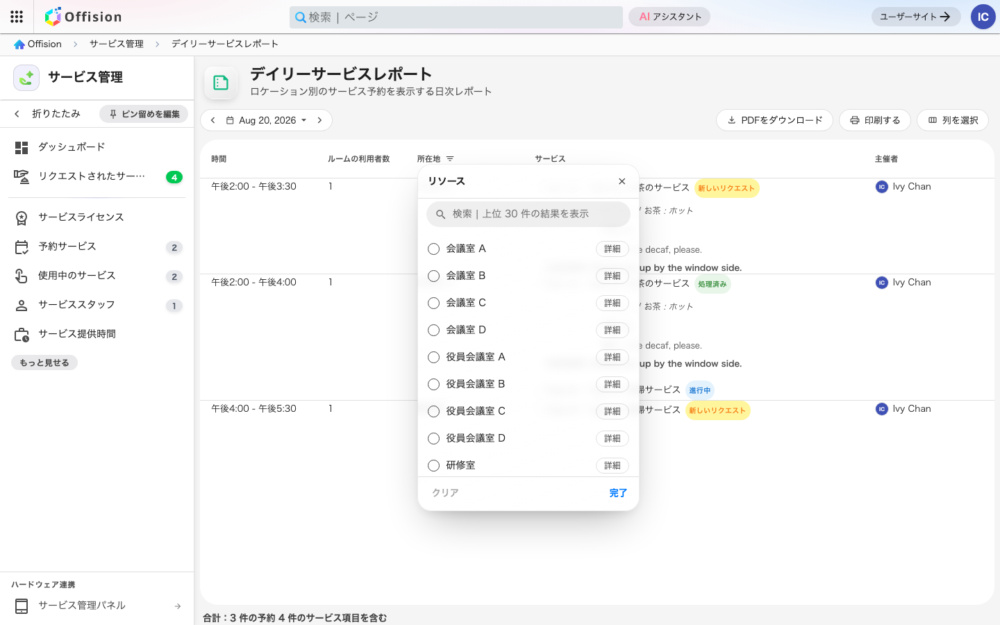 Offision
検索 | ページ
AI アシスタント
ユーザーサイト
IC
Offision
サービス管理
デイリーサービスレポート
サービス管理
折りたたみ
ピン留めを編集
ダッシュボード
リクエストされたサー…
4
サービスライセンス
予約サービス
2
使用中のサービス
2
サービススタッフ
1
サービス提供時間
もっと見せる
ハードウェア連携
サービス管理パネル
デイリーサービスレポート
ロケーション別のサービス予約を表示する日次レポート
Aug 20, 2026
PDFをダウンロード
印刷する
列を選択
時間
ルームの利用者数
所在地
サービス
主催者
午後2:00 - 午後3:30
1
茶のサービス
新しいリクエスト
IC
Ivy Chan
/ お茶 : ホット
decaf, please.
up by the window side.
午後2:00 - 午後4:00
1
茶のサービス
処理済み
IC
Ivy Chan
/ お茶 : ホット
decaf, please.
up by the window side.
掃サービス
進行中
午後4:00 - 午後5:30
1
掃サービス
新しいリクエスト
IC
Ivy Chan
リソース
検索 | 上位 30 件の結果を表示
会議室 A
詳細
会議室 B
詳細
会議室 C
詳細
会議室 D
詳細
役員会議室 A
詳細
役員会議室 B
詳細
役員会議室 C
詳細
役員会議室 D
詳細
研修室
詳細
クリア
完了
合計：3 件の予約 4 件のサービス項目を含む